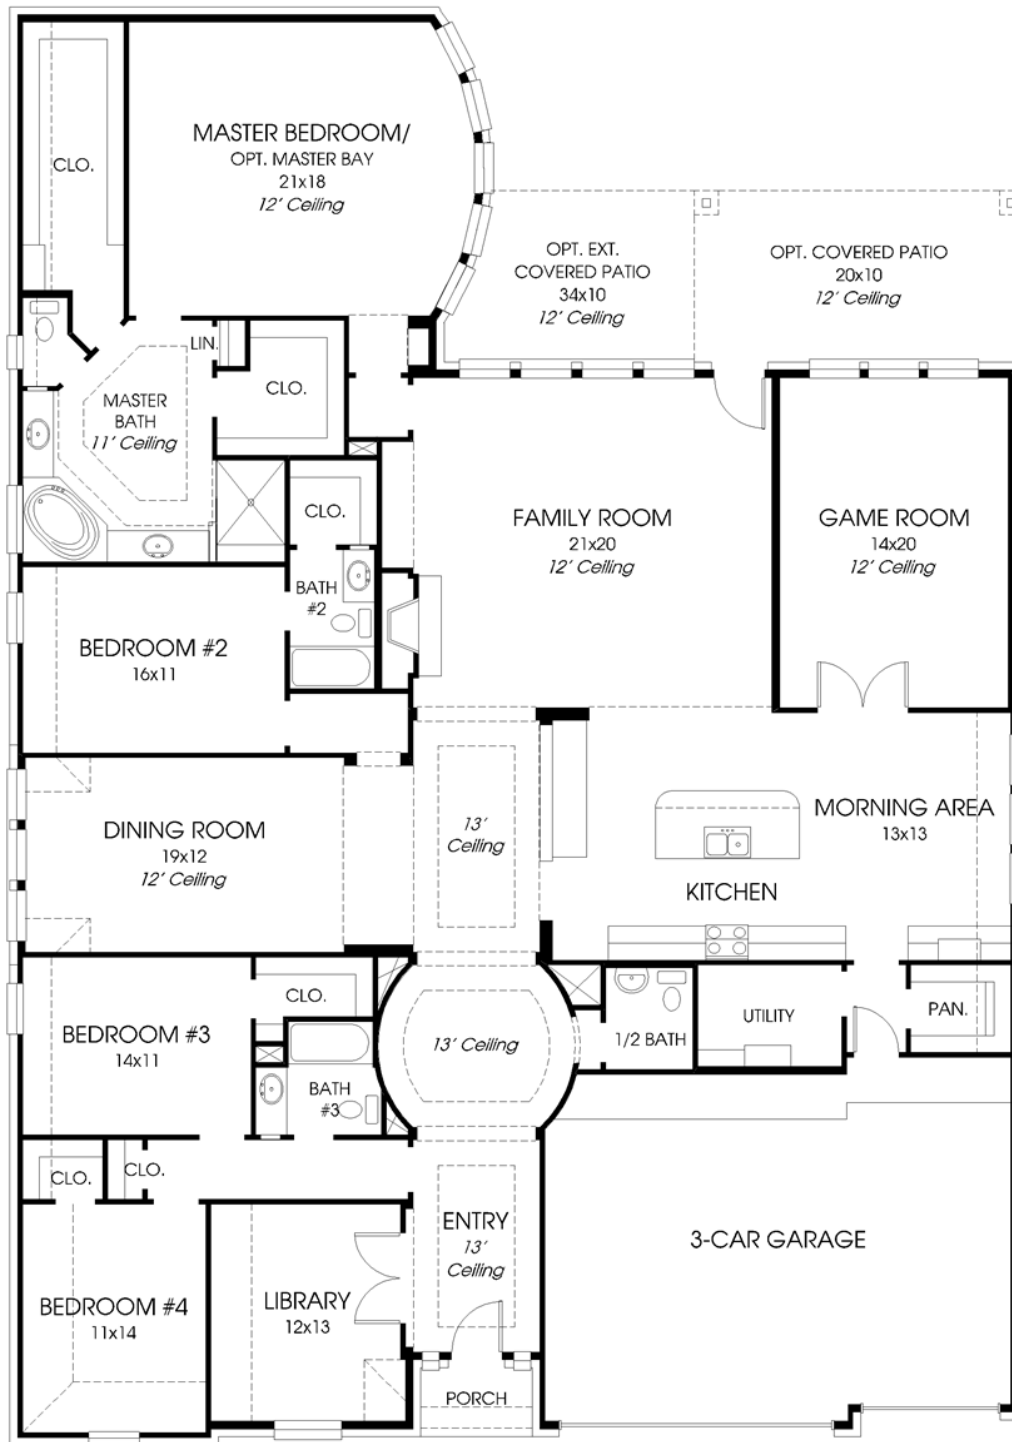 MASTER BEDROOM/
OPT. MASTER BAY
21x18
12' Ceiling
CLO.
OPT. EXT.
COVERED PATIO
34x10
12' Ceiling
OPT. COVERED PATIO
20x10
12' Ceiling
LIN.
CLO.
MASTER
BATH
11' Ceiling
CLO.
FAMILY ROOM
21x20
12' Ceiling
GAME ROOM
14x20
12' Ceiling
BATH
#2
BEDROOM #2
16x11
DINING ROOM
19x12
12' Ceiling
13'
Ceiling
MORNING AREA
13x13
KITCHEN
BEDROOM #3
14x11
CLO.
13' Ceiling
1/2 BATH
UTILITY
PAN.
BATH
#3
CLO.
CLO.
ENTRY
13'
Ceiling
3-CAR GARAGE
BEDROOM #4
11x14
LIBRARY
12x13
PORCH